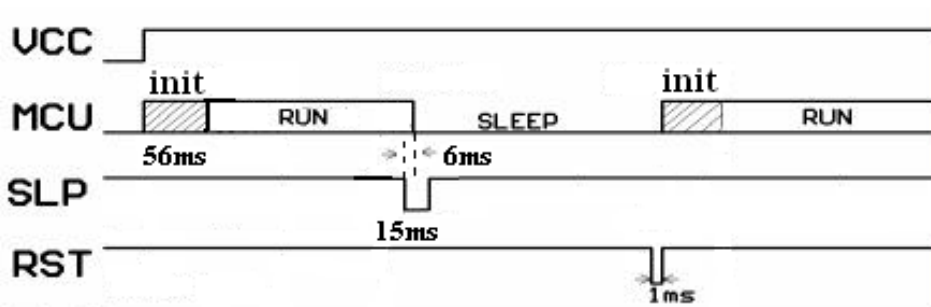 VCC
init init
MCU RUN SLEEP RUN
56ms 6ms
SLP
15ms
RST
1ms